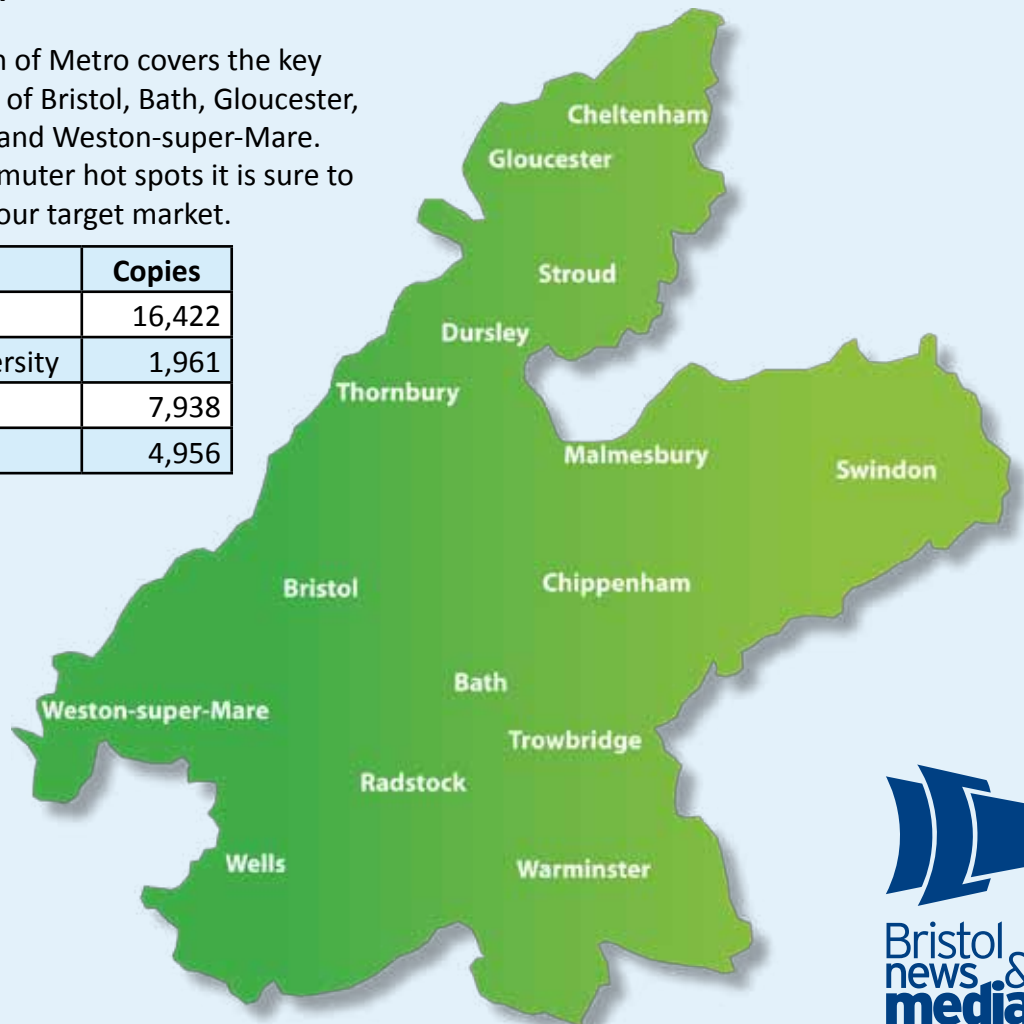 n of Metro covers the key
of Bristol, Bath, Gloucester,
and Weston-super-Mare.
muter hot spots it is sure to
our target market.
Copies
16,422
ersity 1,961
7,938
4,956
Cheltenham
Gloucester
Stroud
Dursley
Thornbury
Malmesbury
Swindon
Bristol
Chippenham
Bath
Weston-super-Mare
Trowbridge
Radstock
Wells
Warminster
Bristol
news &
media